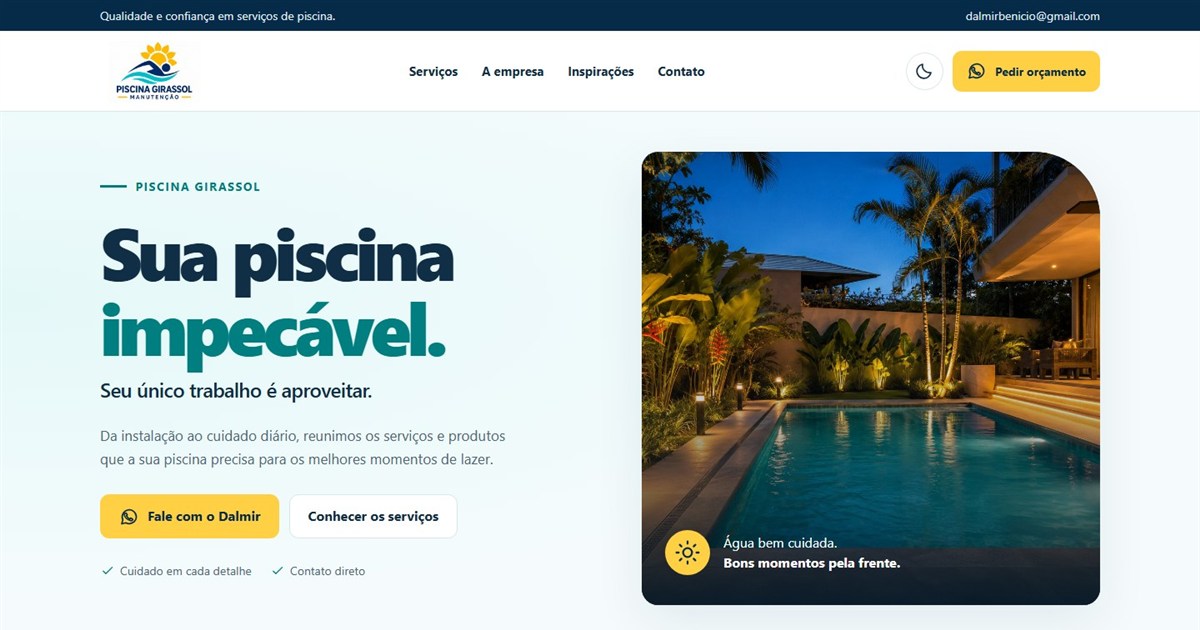 Qualidade e confiança em serviços de piscina.
dalmirbenicio@gmail.com
PISCINA GIRASSOL
MANUTENÇÃO
Serviços
A empresa
Inspirações
Contato
Pedir orçamento
PISCINA GIRASSOL
Sua piscina
impecável.
Seu único trabalho é aproveitar.
Da instalação ao cuidado diário, reunimos os serviços e produtos
que a sua piscina precisa para os melhores momentos de lazer.
Fale com o Dalmir
Conhecer os serviços
Cuidado em cada detalhe
Contato direto
Água bem cuidada.
Bons momentos pela frente.